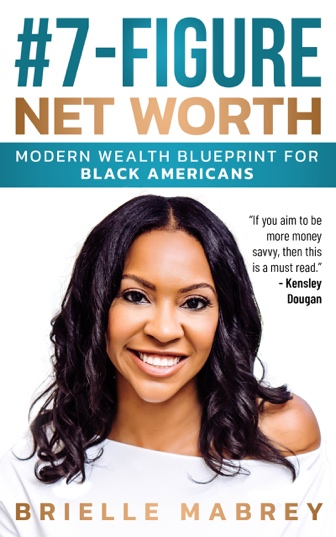 #7-FIGURE
NET WORTH
MODERN WEALTH BLUEPRINT FOR
BLACK AMERICANS
“If you aim to be
more money
savvy, then this
is a must read.”
- Kensley
Dougan
BRIELLE MABREY